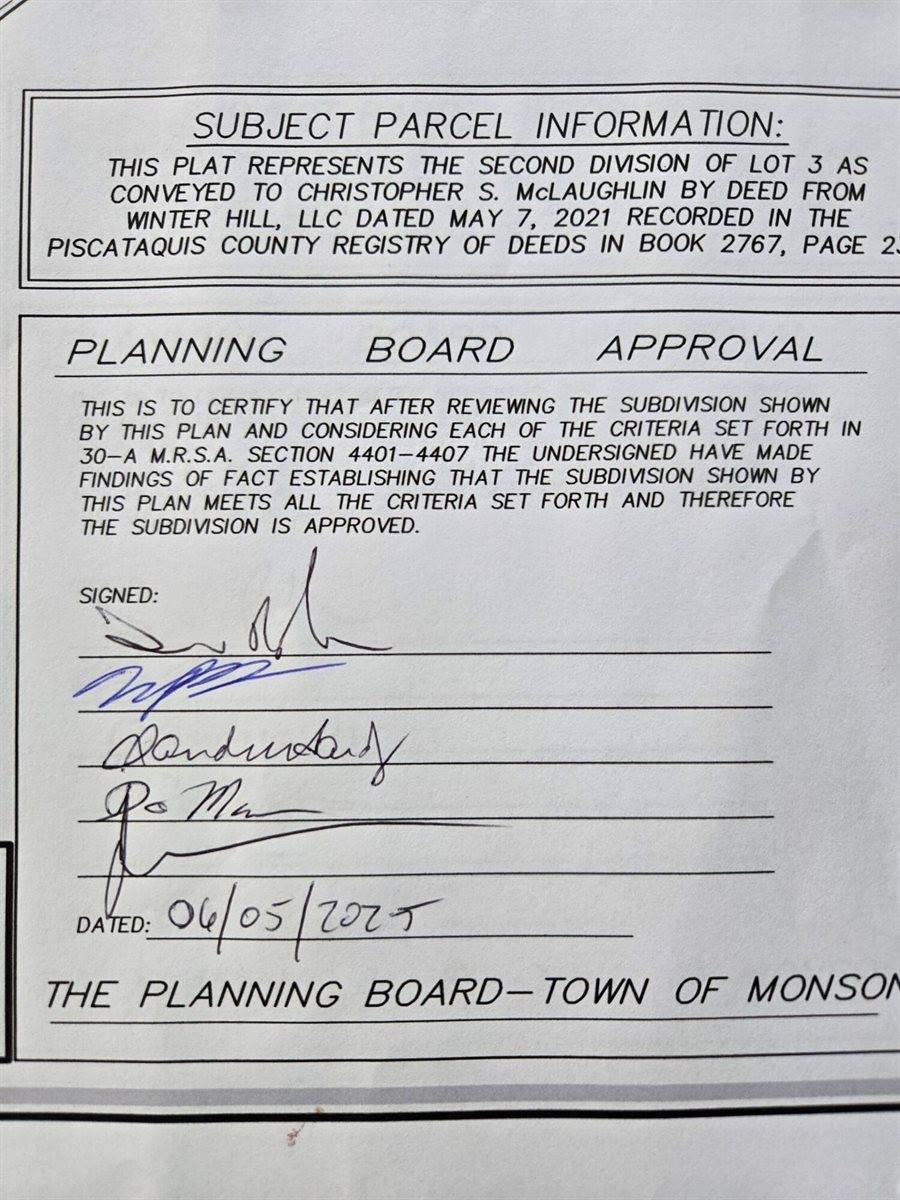 SUBJECT PARCEL INFORMATION:
THIS PLAT REPRESENTS THE SECOND DIVISION OF LOT 3 AS
CONVEYED TO CHRISTOPHER S. McLAUGHLIN BY DEED FROM
WINTER HILL, LLC DATED MAY 7, 2021 RECORDED IN THE
PISCATAQUIS COUNTY REGISTRY OF DEEDS IN BOOK 2767, PAGE
PLANNING BOARD APPROVAL
THIS IS TO CERTIFY THAT AFTER REVIEWING THE SUBDIVISION SHOWN
BY THIS PLAN AND CONSIDERING EACH OF THE CRITERIA SET FORTH IN
30-A M.R.S.A. SECTION 4401-4407 THE UNDERSIGNED HAVE MADE
FINDINGS OF FACT ESTABLISHING THAT THE SUBDIVISION SHOWN BY
THIS PLAN MEETS ALL THE CRITERIA SET FORTH AND THEREFORE
THE SUBDIVISION IS APPROVED.
SIGNED:
DATED: 06/05/2025
THE PLANNING BOARD-TOWN OF MONSON